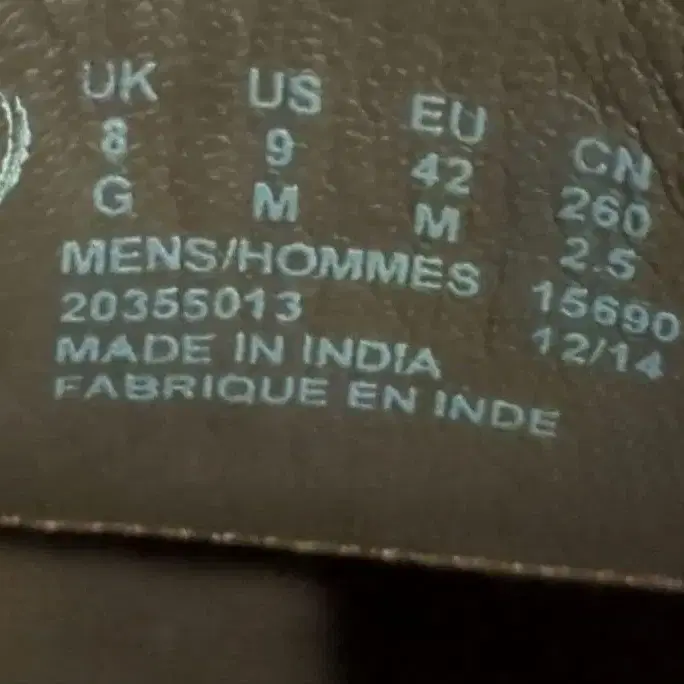 UK US EU CN
8 9 42 260
G M M 2.5
MENS/HOMMES 15690
20355013 12/14
MADE IN INDIA
FABRIQUE EN INDE